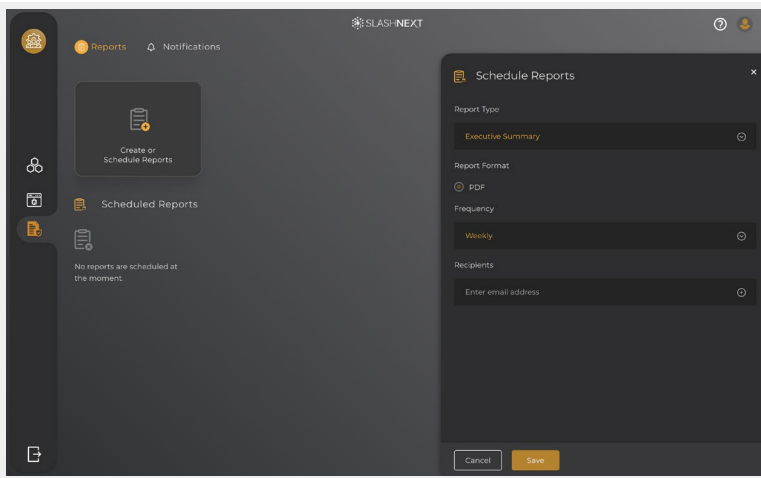 SLASHNEXT
Reports
Notifications
Create or
Schedule Reports
Scheduled Reports
No reports are scheduled at
the moment.
Schedule Reports
Report Type
Executive Summary
Report Format
PDF
Frequency
Weekly
Recipients
Enter email address
Cancel
Save